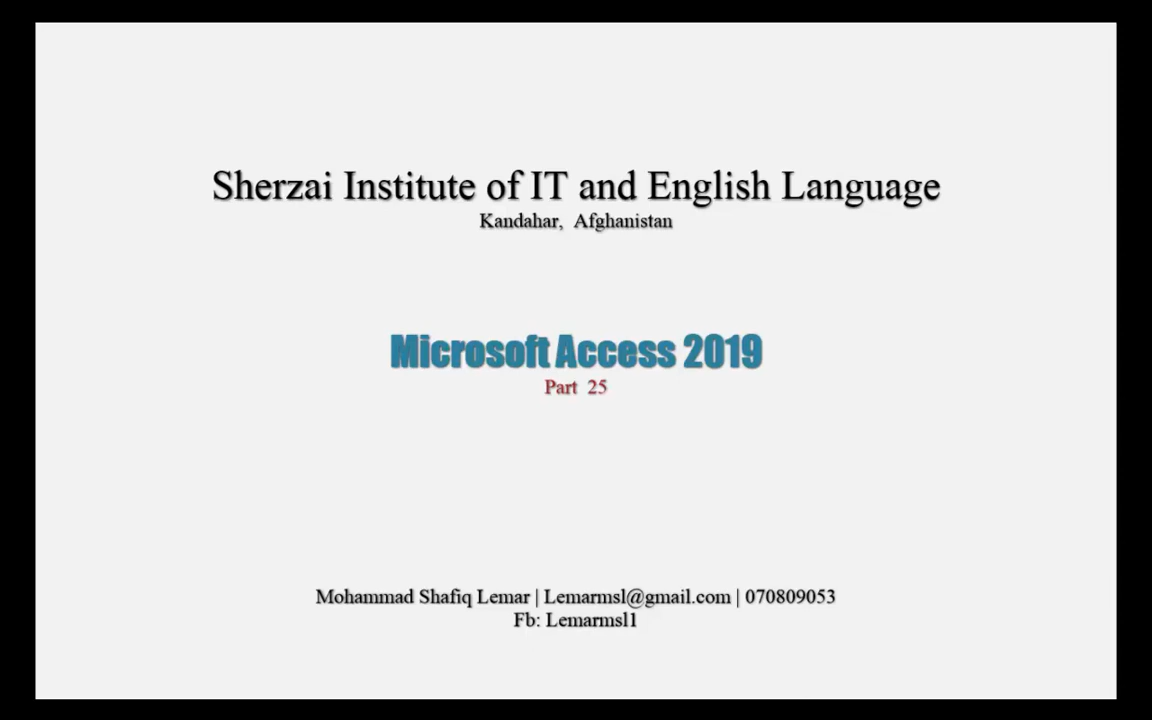 Sherzai Institute of IT and English Language
Kandahar, Afghanistan
Microsoft Access 2019
Part 25
Mohammad Shafiq Lemar | Lemarmsl@gmail.com | 070809053
Fb: Lemarmsl1